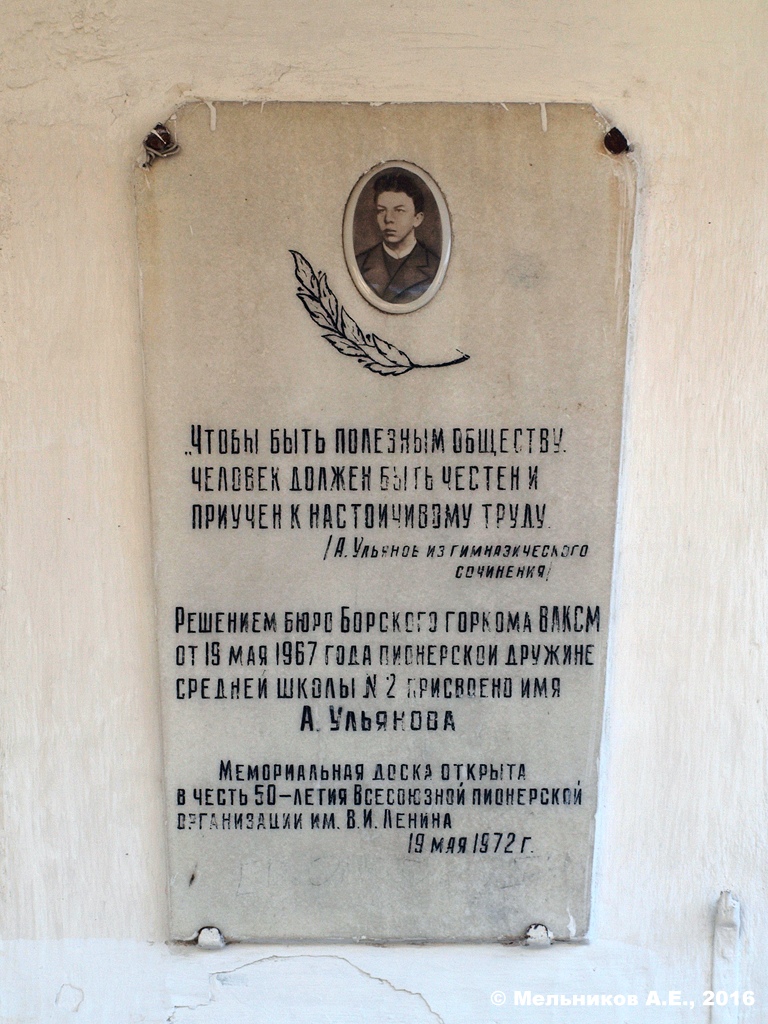 „Чтобы быть полезным обществу.
человек должен быть честен и
приучен к настойчивому труду.
/А. Ульянов из гимназического
сочинения/
Решением бюро Борского горкома ВЛКСМ
от 19 мая 1967 года пионерской дружине
средней школы № 2 присвоено имя
А. Ульянова
Мемориальная доска открыта
в честь 50-летия Всесоюзной пионерской
организации им. В.И. Ленина
19 мая 1972 г.
© Мельников А.Е., 2016